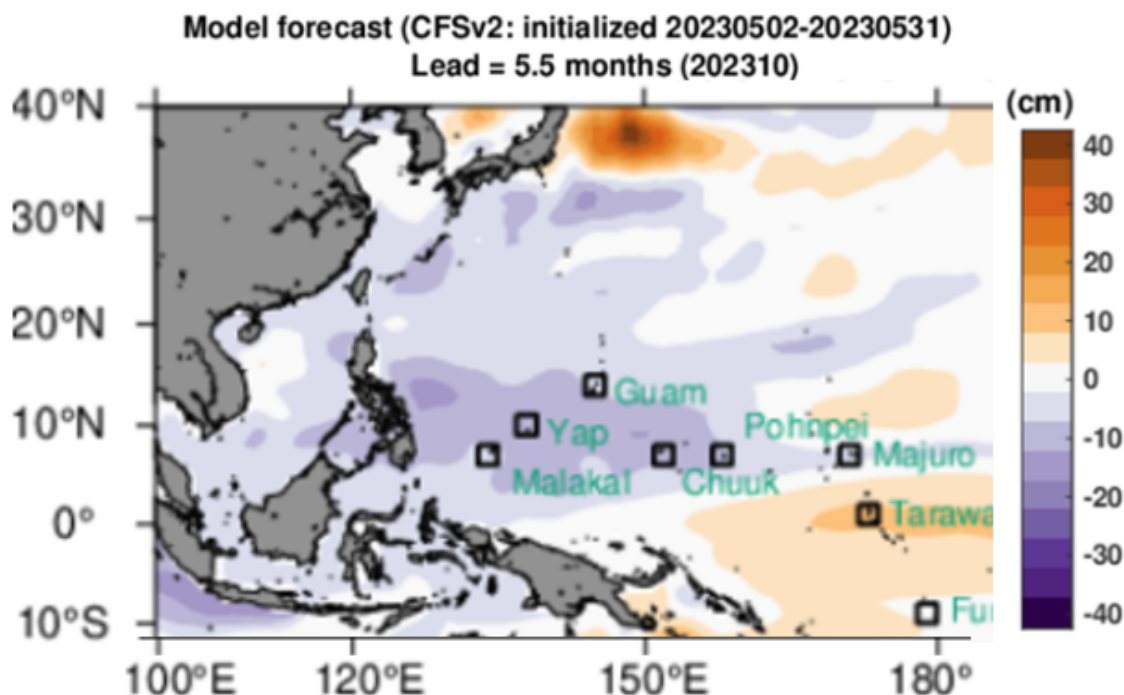 Model forecast (CFSv2: initialized 20230502-20230531)
Lead = 5.5 months (202310)
(cm)
40°N
30°N
20°N
10°N
0°
10°S
100°E 120°E 150°E 180°
40
30
20
10
0
-10
-20
-30
-40
Guam
Yap
Pohnpei
Malakal
Chuuk
Majuro
Tarawa
Fu